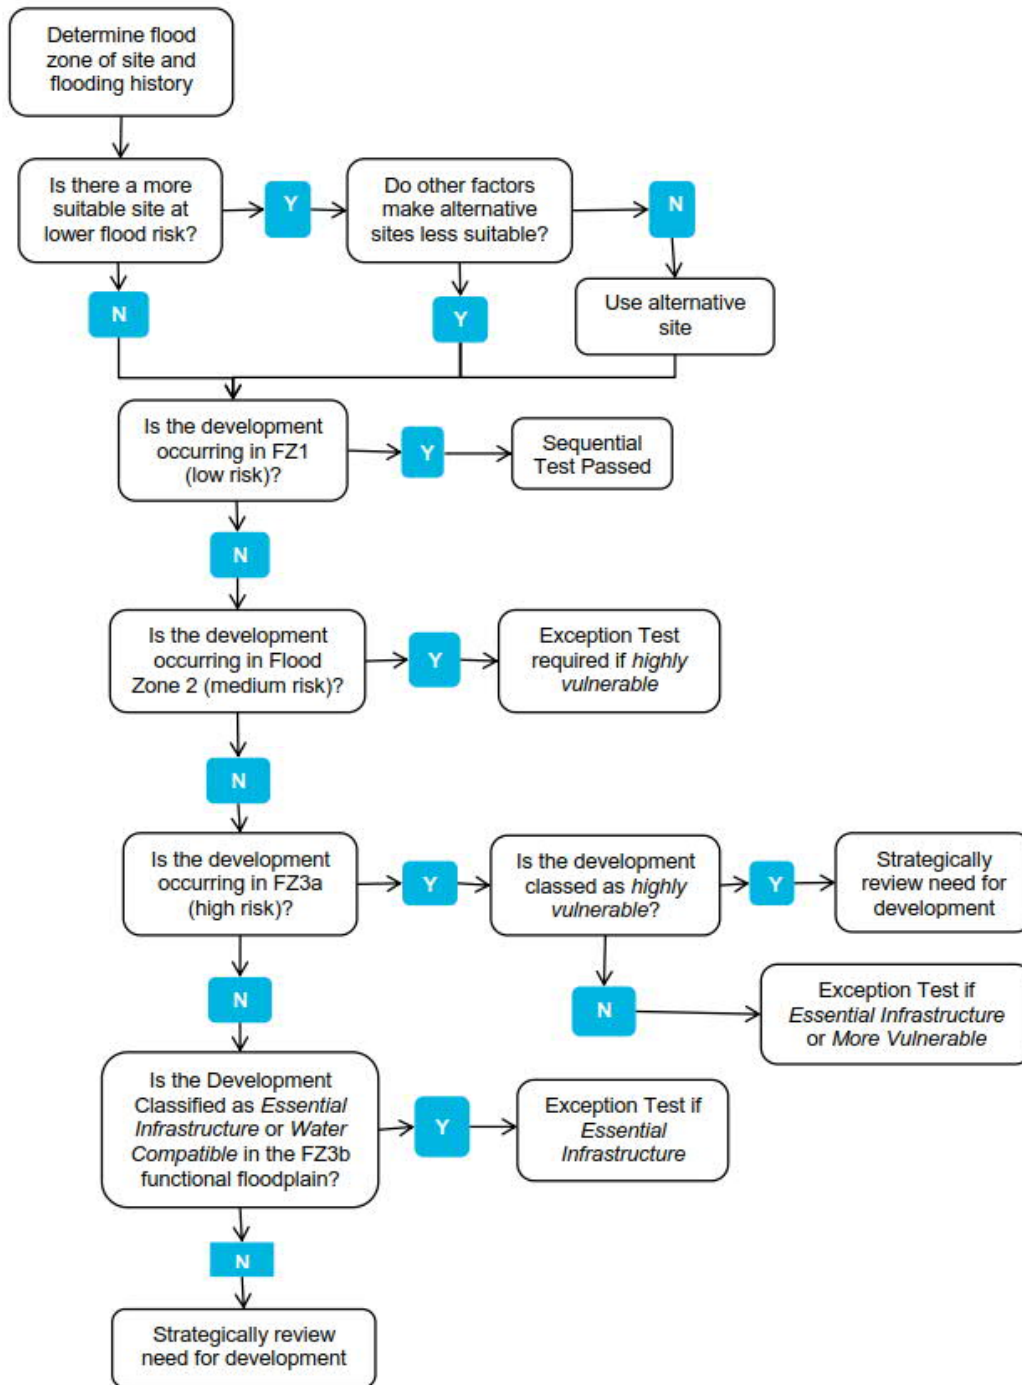 Determine flood
zone of site and
flooding history
Is there a more
suitable site at
lower flood risk?
Y
Do other factors
make alternative
sites less suitable?
N
N
Y
Use alternative
site
Is the development
occurring in FZ1
(low risk)?
Y
Sequential
Test Passed
N
Is the development
occurring in Flood
Zone 2 (medium risk)?
Y
Exception Test
required if highly
vulnerable
N
Is the development
occurring in FZ3a
(high risk)?
Y
Is the development
classed as highly
vulnerable?
Y
Strategically
review need for
development
N
N
Exception Test if
Essential Infrastructure
or More Vulnerable
Is the Development
Classified as Essential
Infrastructure or Water
Compatible in the FZ3b
functional floodplain?
Y
Exception Test if
Essential
Infrastructure
N
Strategically review
need for development